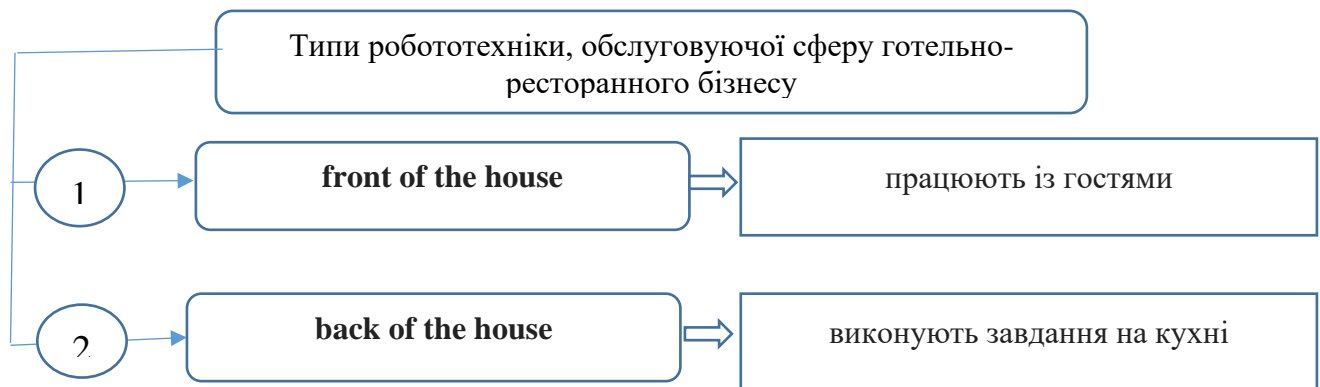 Типи робототехніки, обслуговуючої сферу готельно-
ресторанного бізнесу
1
front of the house
працюють із гостями
2
back of the house
виконують завдання на кухні